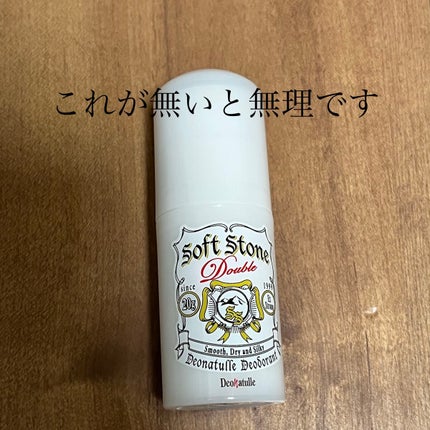 これが無いと無理です
Soft Stone
Double
since
20g
Smooth, Dry and Silky
Deonatulle Deodorant
Deonatulle